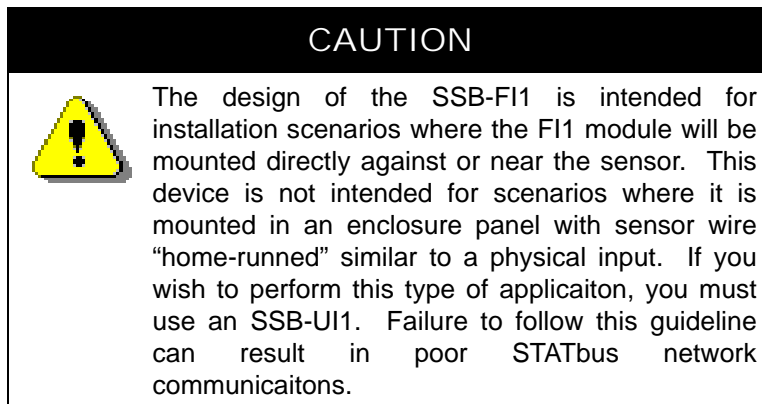 CAUTION
The design of the SSB-FI1 is intended for
installation scenarios where the FI1 module will be
mounted directly against or near the sensor. This
device is not intended for scenarios where it is
mounted in an enclosure panel with sensor wire
“home-runned” similar to a physical input. If you
wish to perform this type of applicaiton, you must
use an SSB-UI1. Failure to follow this guideline
can result in poor STATbus network
communicaitons.